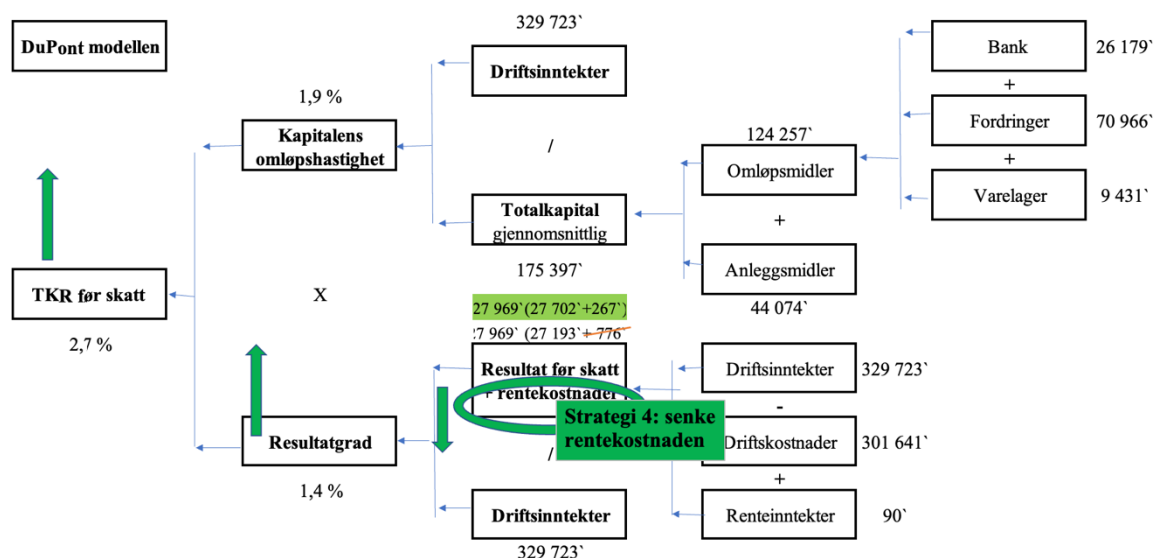 DuPont modellen
329 723`
Driftsinntekter
1,9 %
Kapitalens
omløpshastighet
/
Totalkapital
gjennomsnittlig
175 397`
Bank
26 179`
+
Fordringer
70 966`
+
Varelager
9 431`
124 257`
Omløpsmidler
+
Anleggsmidler
44 074`
TKR før skatt
2,7 %
X
27 969`(27 702`+267`)
27 969` (27 193`+ 776`
Resultat før skatt
+ rentekostnader
Strategi 4: senke
rentekostnaden
/
Driftsinntekter
329 723`
Resultatgrad
1,4 %
Driftsinntekter
329 723`
-
Driftskostnader
301 641`
+
Renteinntekter
90`